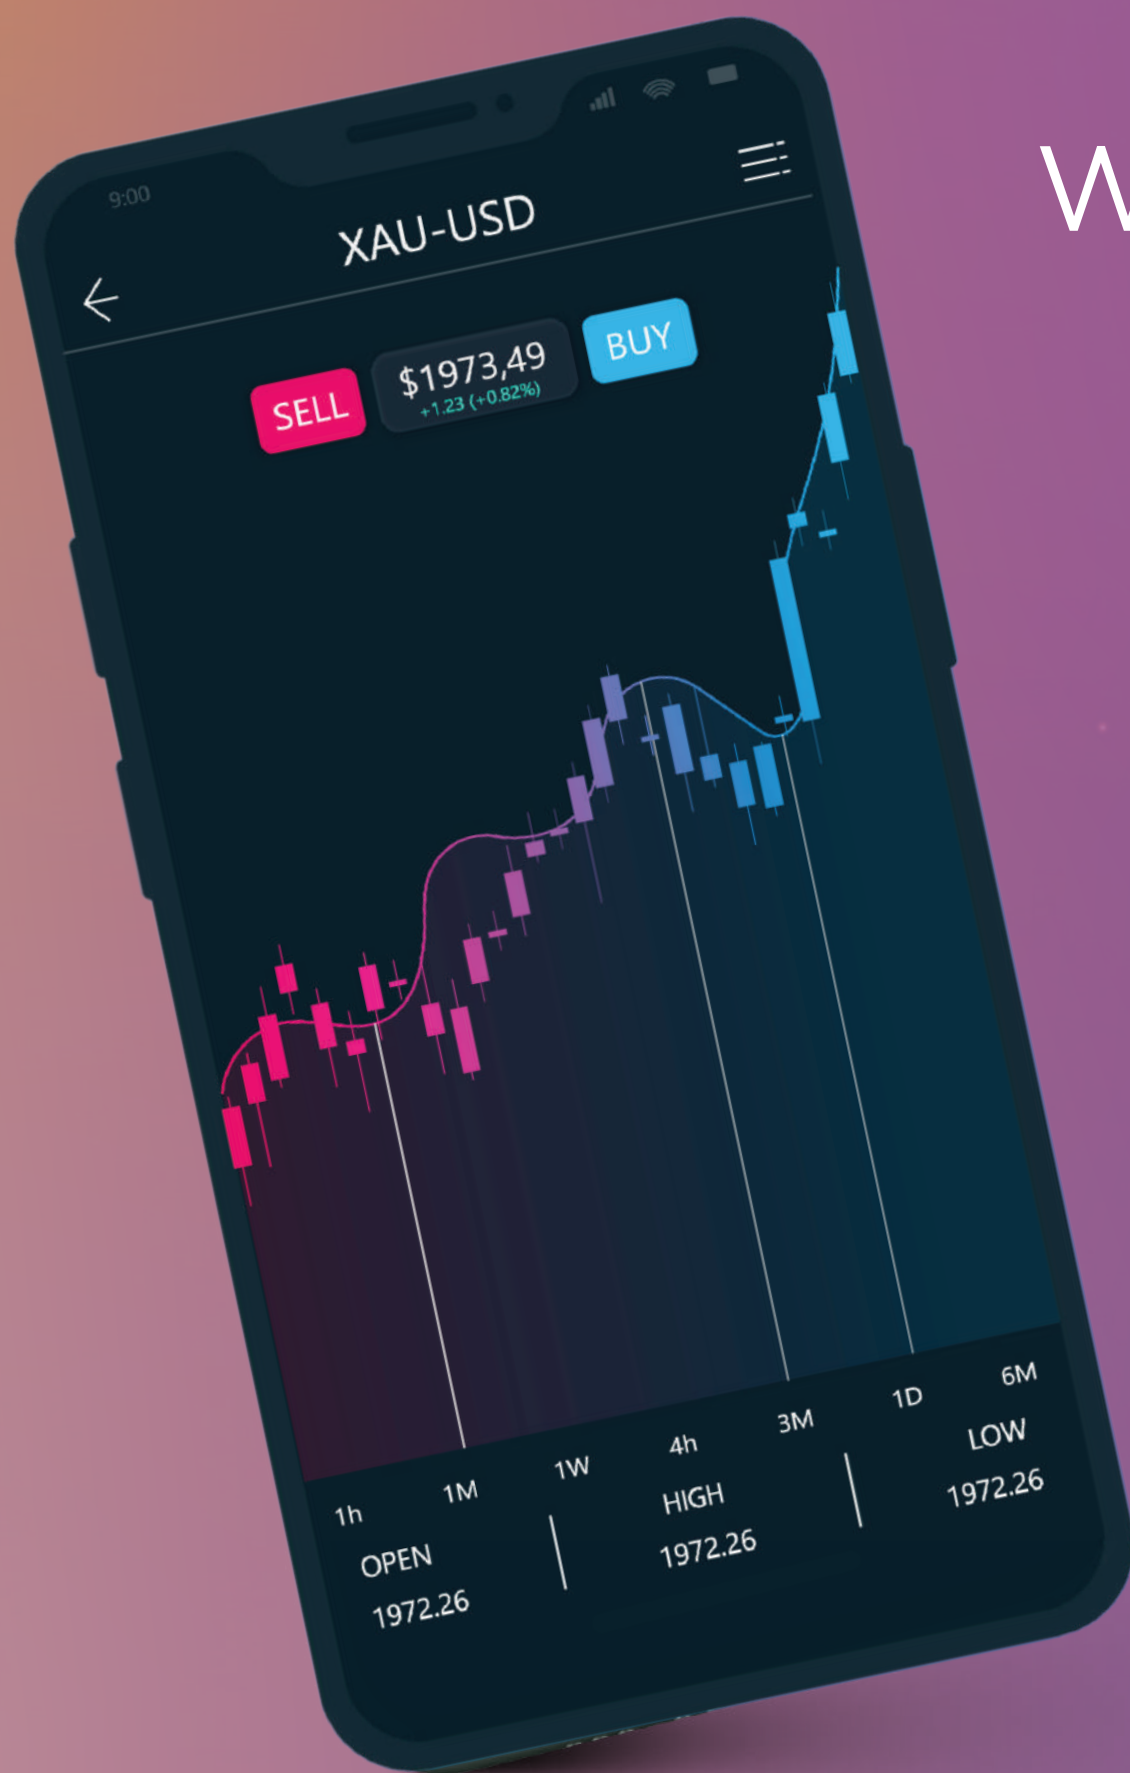 9:00
W
XAU-USD
SELL
$1973,49
+1.23 (+0.82%)
BUY
1h
1M
1W
4h
3M
1D
6M
OPEN
HIGH
LOW
1972.26
1972.26
1972.26